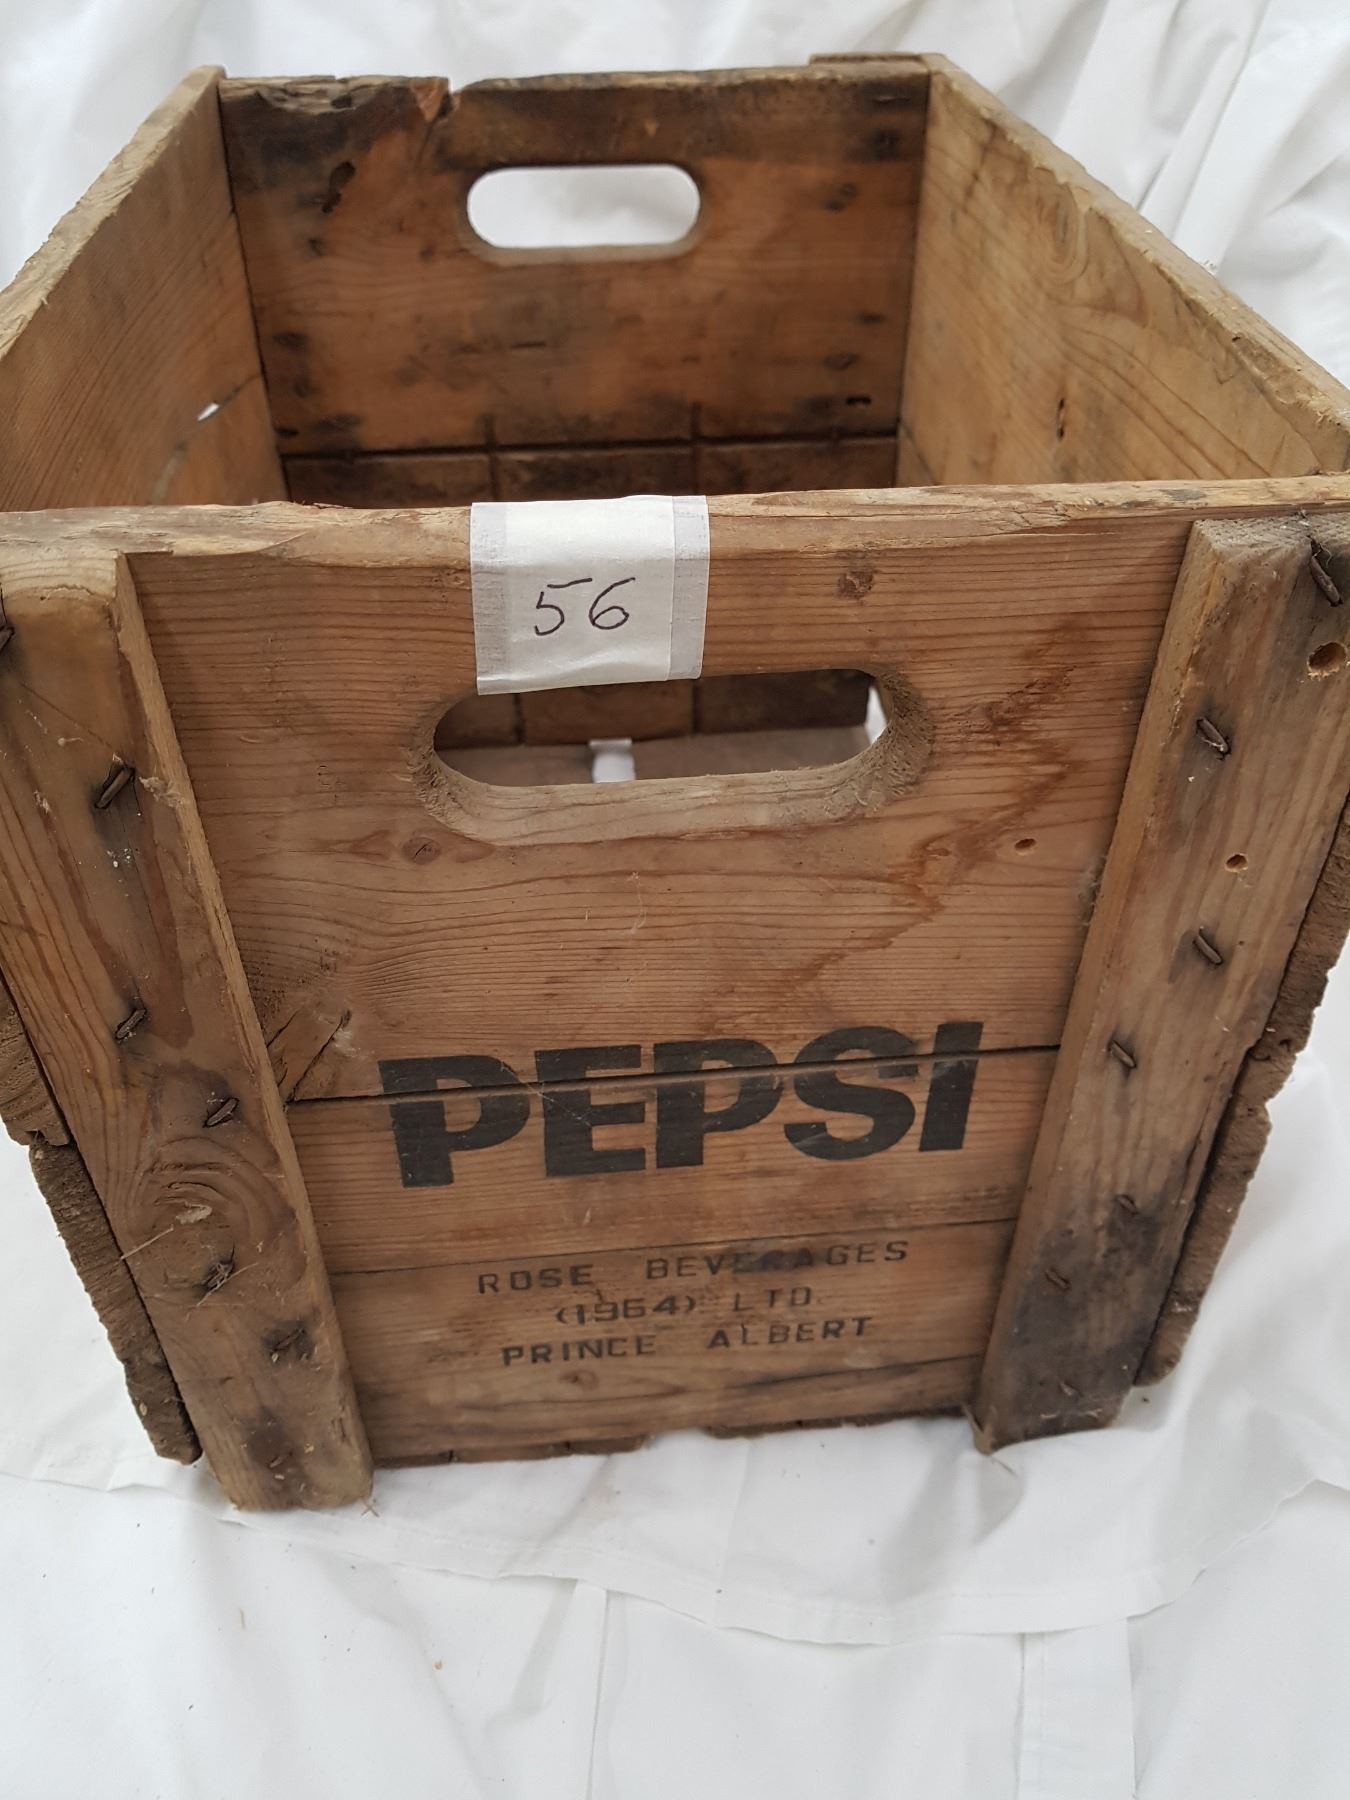 56
PEPSI
ROSE BEVERAGES
(1964) LTD.
PRINCE ALBERT